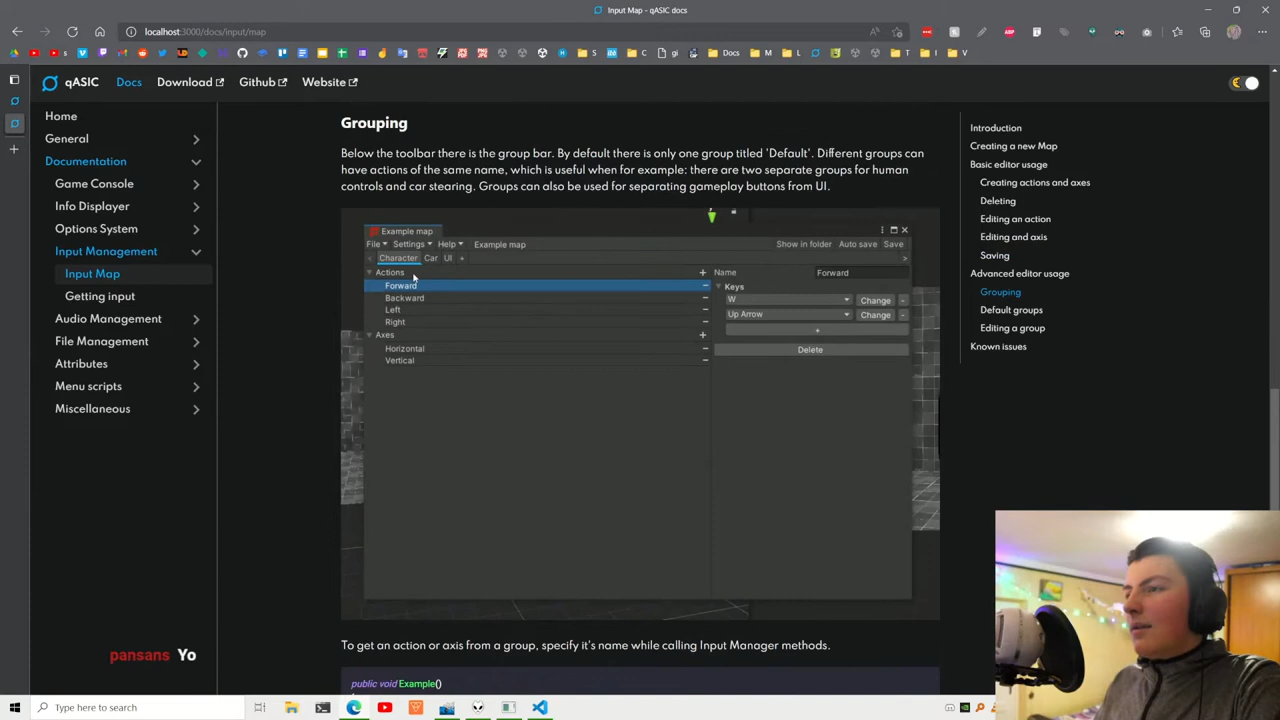 Input Map - qASIC docs
localhost:3000/docs/input/map
S
C
gi
Docs
M
L
T
I
V
qASIC
Docs
Download
Github
Website
Home
General
Documentation
Game Console
Info Displayer
Options System
Input Management
Input Map
Getting input
Audio Management
File Management
Attributes
Menu scripts
Miscellaneous
pansans Yo
Grouping
Below the toolbar there is the group bar. By default there is only one group titled 'Default'. Different groups can
have actions of the same name, which is useful when for example: there are two separate groups for human
controls and car stearing. Groups can also be used for separating gameplay buttons from UI.
Example map
File Settings Help Example map Show in folder Auto save Save
Character Car UI +
Actions
Forward
Backward
Left
Right
Axes
Horizontal
Vertical
Name Forward
Keys
W Change -
Up Arrow Change -
+
Delete
To get an action or axis from a group, specify it's name while calling Input Manager methods.
public void Example()
Introduction
Creating a new Map
Basic editor usage
Creating actions and axes
Deleting
Editing an action
Editing and axis
Saving
Advanced editor usage
Grouping
Default groups
Editing a group
Known issues
Type here to search